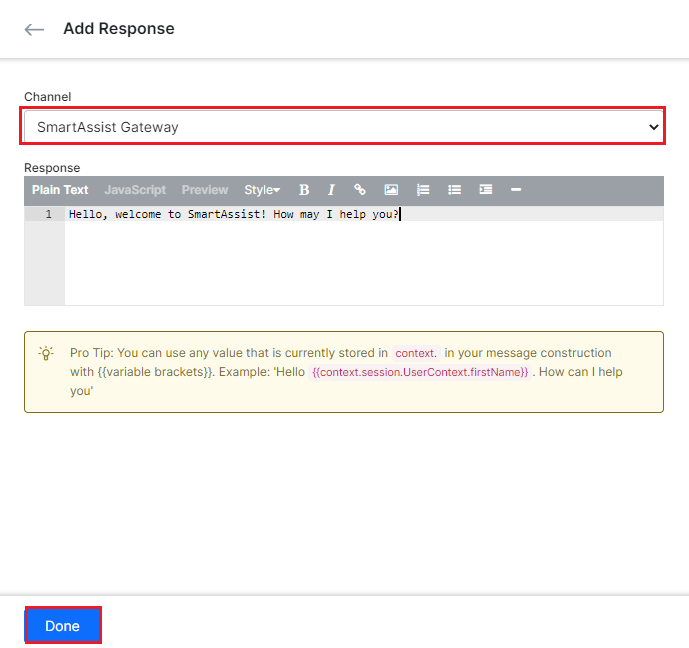 Add Response
Channel
SmartAssist Gateway
Response
Plain Text JavaScript Preview Style B I
1 Hello, welcome to SmartAssist! How may I help you?
Pro Tip: You can use any value that is currently stored in context. in your message construction
with {{variable brackets}}. Example: 'Hello {{context.session.UserContext.firstName}} . How can I help
you'
Done